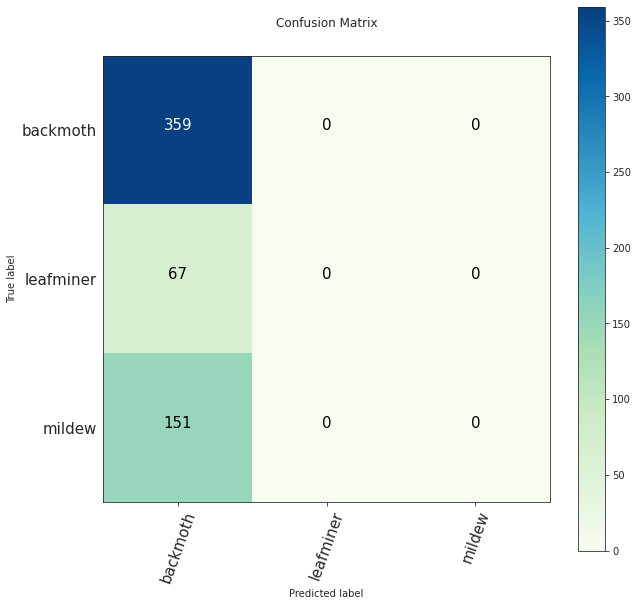 Confusion Matrix
backmoth
359
0
0
leafminer
67
0
0
mildew
151
0
0
True label
backmoth
leafminer
mildew
Predicted label
350
300
250
200
150
100
50
0